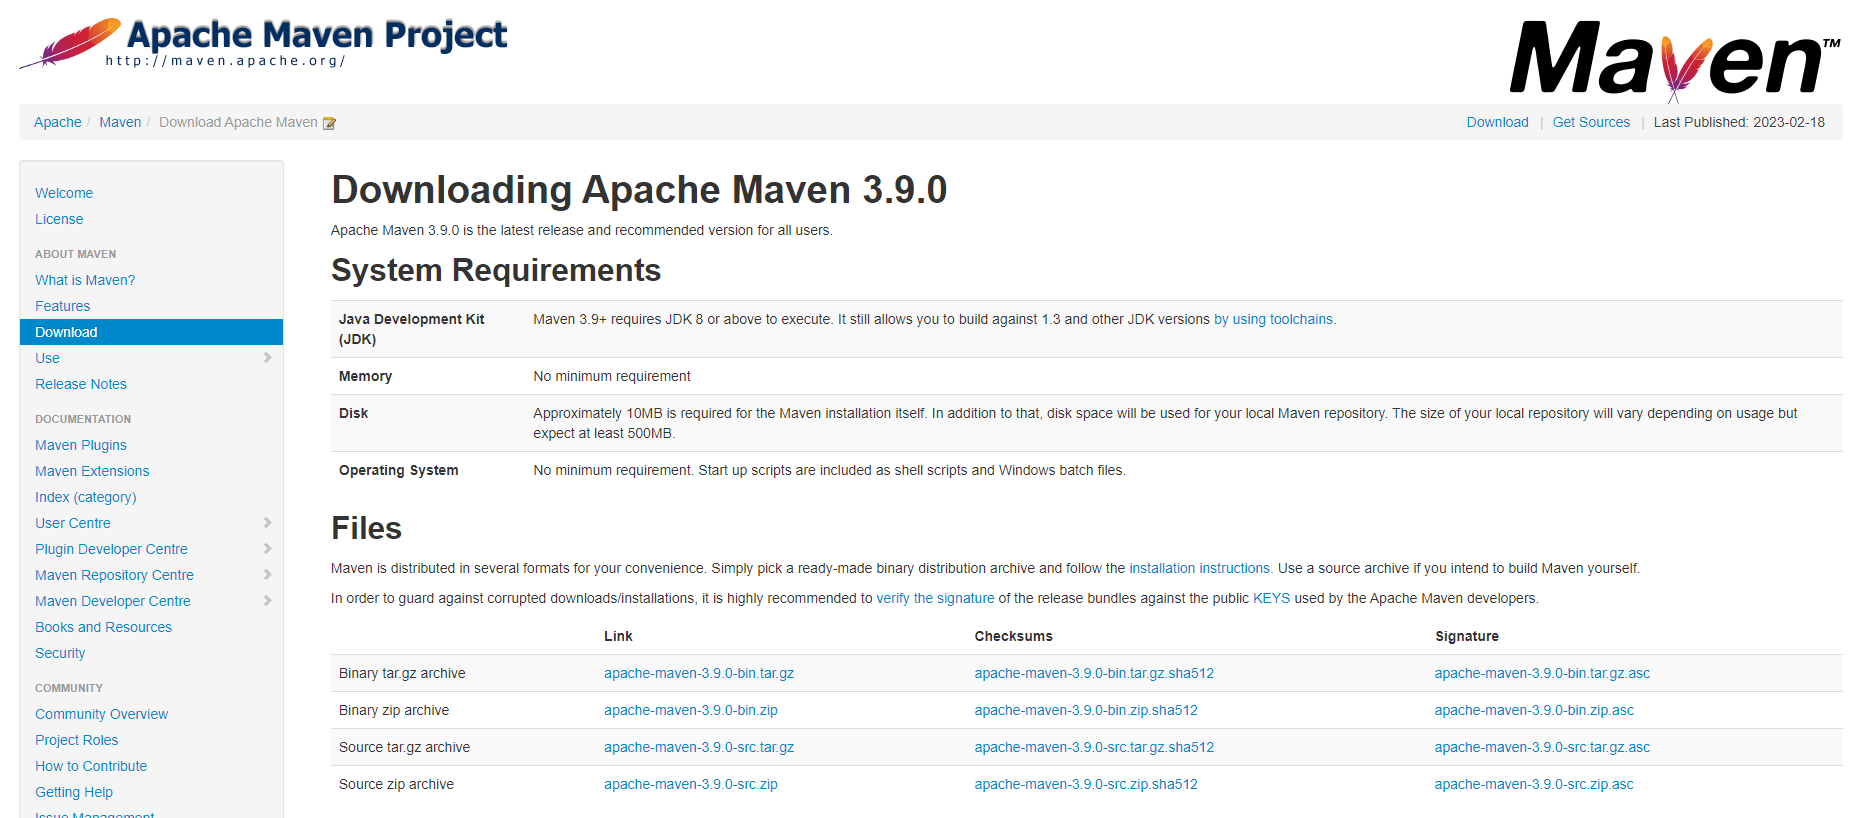 Apache Maven Project
http://maven.apache.org/
Maven™
Apache / Maven / Download Apache Maven
Download | Get Sources | Last Published: 2023-02-18
Welcome
License
ABOUT MAVEN
What is Maven?
Features
Download
Use
Release Notes
DOCUMENTATION
Maven Plugins
Maven Extensions
Index (category)
User Centre
Plugin Developer Centre
Maven Repository Centre
Maven Developer Centre
Books and Resources
Security
COMMUNITY
Community Overview
Project Roles
How to Contribute
Getting Help
Issue Management
Downloading Apache Maven 3.9.0
Apache Maven 3.9.0 is the latest release and recommended version for all users.
System Requirements
Java Development Kit (JDK)
Maven 3.9+ requires JDK 8 or above to execute. It still allows you to build against 1.3 and other JDK versions by using toolchains.
Memory
No minimum requirement
Disk
Approximately 10MB is required for the Maven installation itself. In addition to that, disk space will be used for your local Maven repository. The size of your local repository will vary depending on usage but
expect at least 500MB.
Operating System
No minimum requirement. Start up scripts are included as shell scripts and Windows batch files.
Files
Maven is distributed in several formats for your convenience. Simply pick a ready-made binary distribution archive and follow the installation instructions. Use a source archive if you intend to build Maven yourself.
In order to guard against corrupted downloads/installations, it is highly recommended to verify the signature of the release bundles against the public KEYS used by the Apache Maven developers.
Link Checksums Signature
Binary tar.gz archive apache-maven-3.9.0-bin.tar.gz apache-maven-3.9.0-bin.tar.gz.sha512 apache-maven-3.9.0-bin.tar.gz.asc
Binary zip archive apache-maven-3.9.0-bin.zip apache-maven-3.9.0-bin.zip.sha512 apache-maven-3.9.0-bin.zip.asc
Source tar.gz archive apache-maven-3.9.0-src.tar.gz apache-maven-3.9.0-src.tar.gz.sha512 apache-maven-3.9.0-src.tar.gz.asc
Source zip archive apache-maven-3.9.0-src.zip apache-maven-3.9.0-src.zip.sha512 apache-maven-3.9.0-src.zip.asc